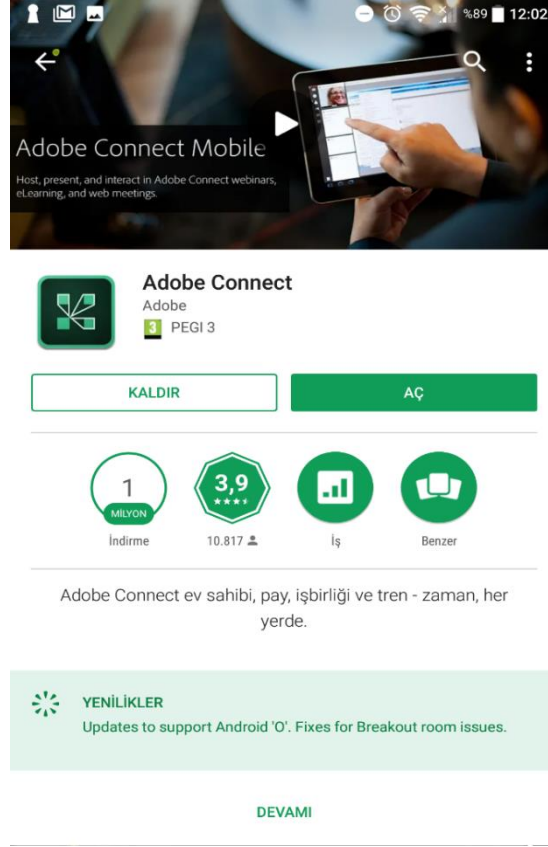 %89 12:02
Adobe Connect Mobile
Host, present, and interact in Adobe Connect webinars,
eLearning, and web meetings.
Adobe Connect
Adobe
3 PEGI 3
KALDIR AÇ
1 3,9
MİLYON
İndirme 10.817 İş Benzer
Adobe Connect ev sahibi, pay, işbirliği ve tren - zaman, her
yerde.
YENİLİKLER
Updates to support Android 'O'. Fixes for Breakout room issues.
DEVAMI